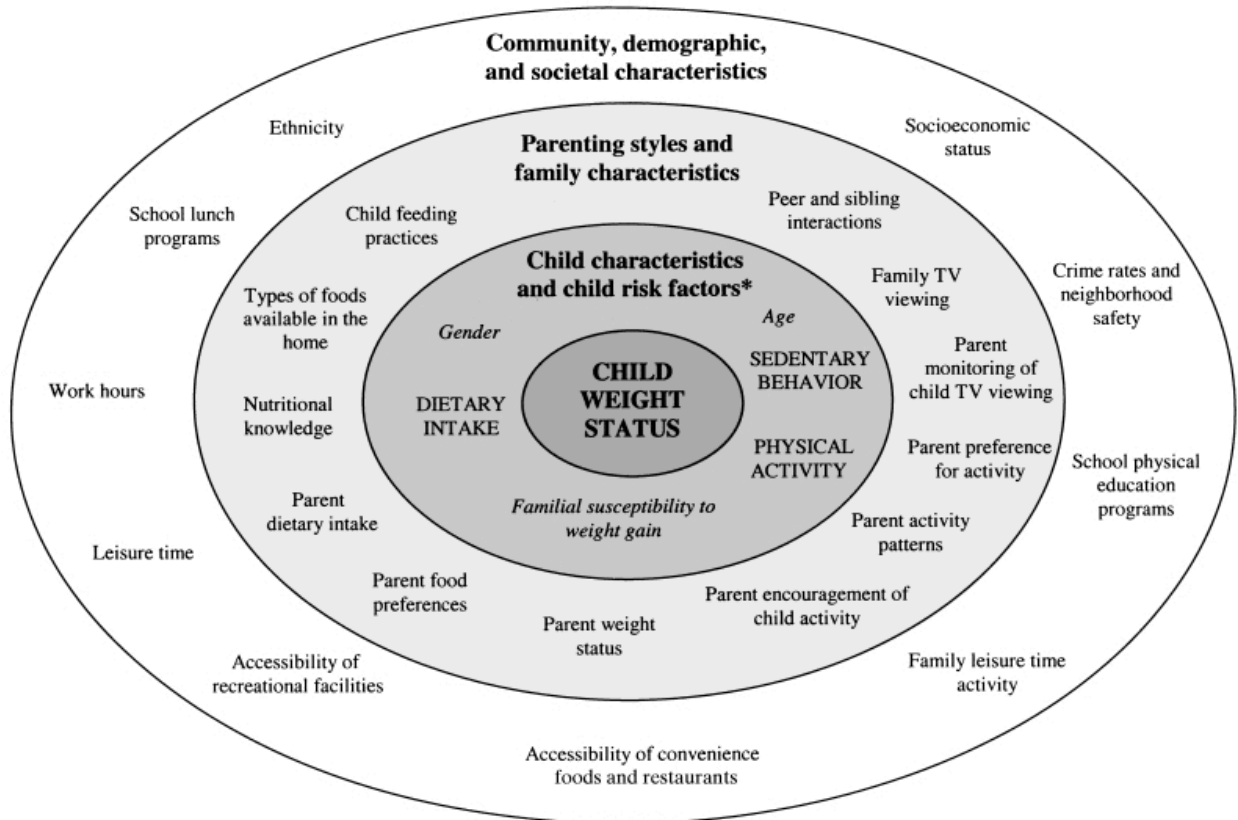 Community, demographic,
and societal characteristics
Ethnicity
Socioeconomic
status
Parenting styles and
family characteristics
School lunch
programs
Child feeding
practices
Peer and sibling
interactions
Child characteristics
and child risk factors*
Crime rates and
neighborhood
safety
Types of foods
available in the
home
Family TV
viewing
Gender
Age
Work hours
Nutritional
knowledge
DIETARY
INTAKE
CHILD
WEIGHT
STATUS
SEDENTARY
BEHAVIOR
Parent
monitoring of
child TV viewing
PHYSICAL
ACTIVITY
Parent preference
for activity
School physical
education
programs
Parent
dietary intake
Familial susceptibility to
weight gain
Parent activity
patterns
Leisure time
Parent food
preferences
Parent weight
status
Parent encouragement of
child activity
Accessibility of
recreational facilities
Family leisure time
activity
Accessibility of convenience
foods and restaurants